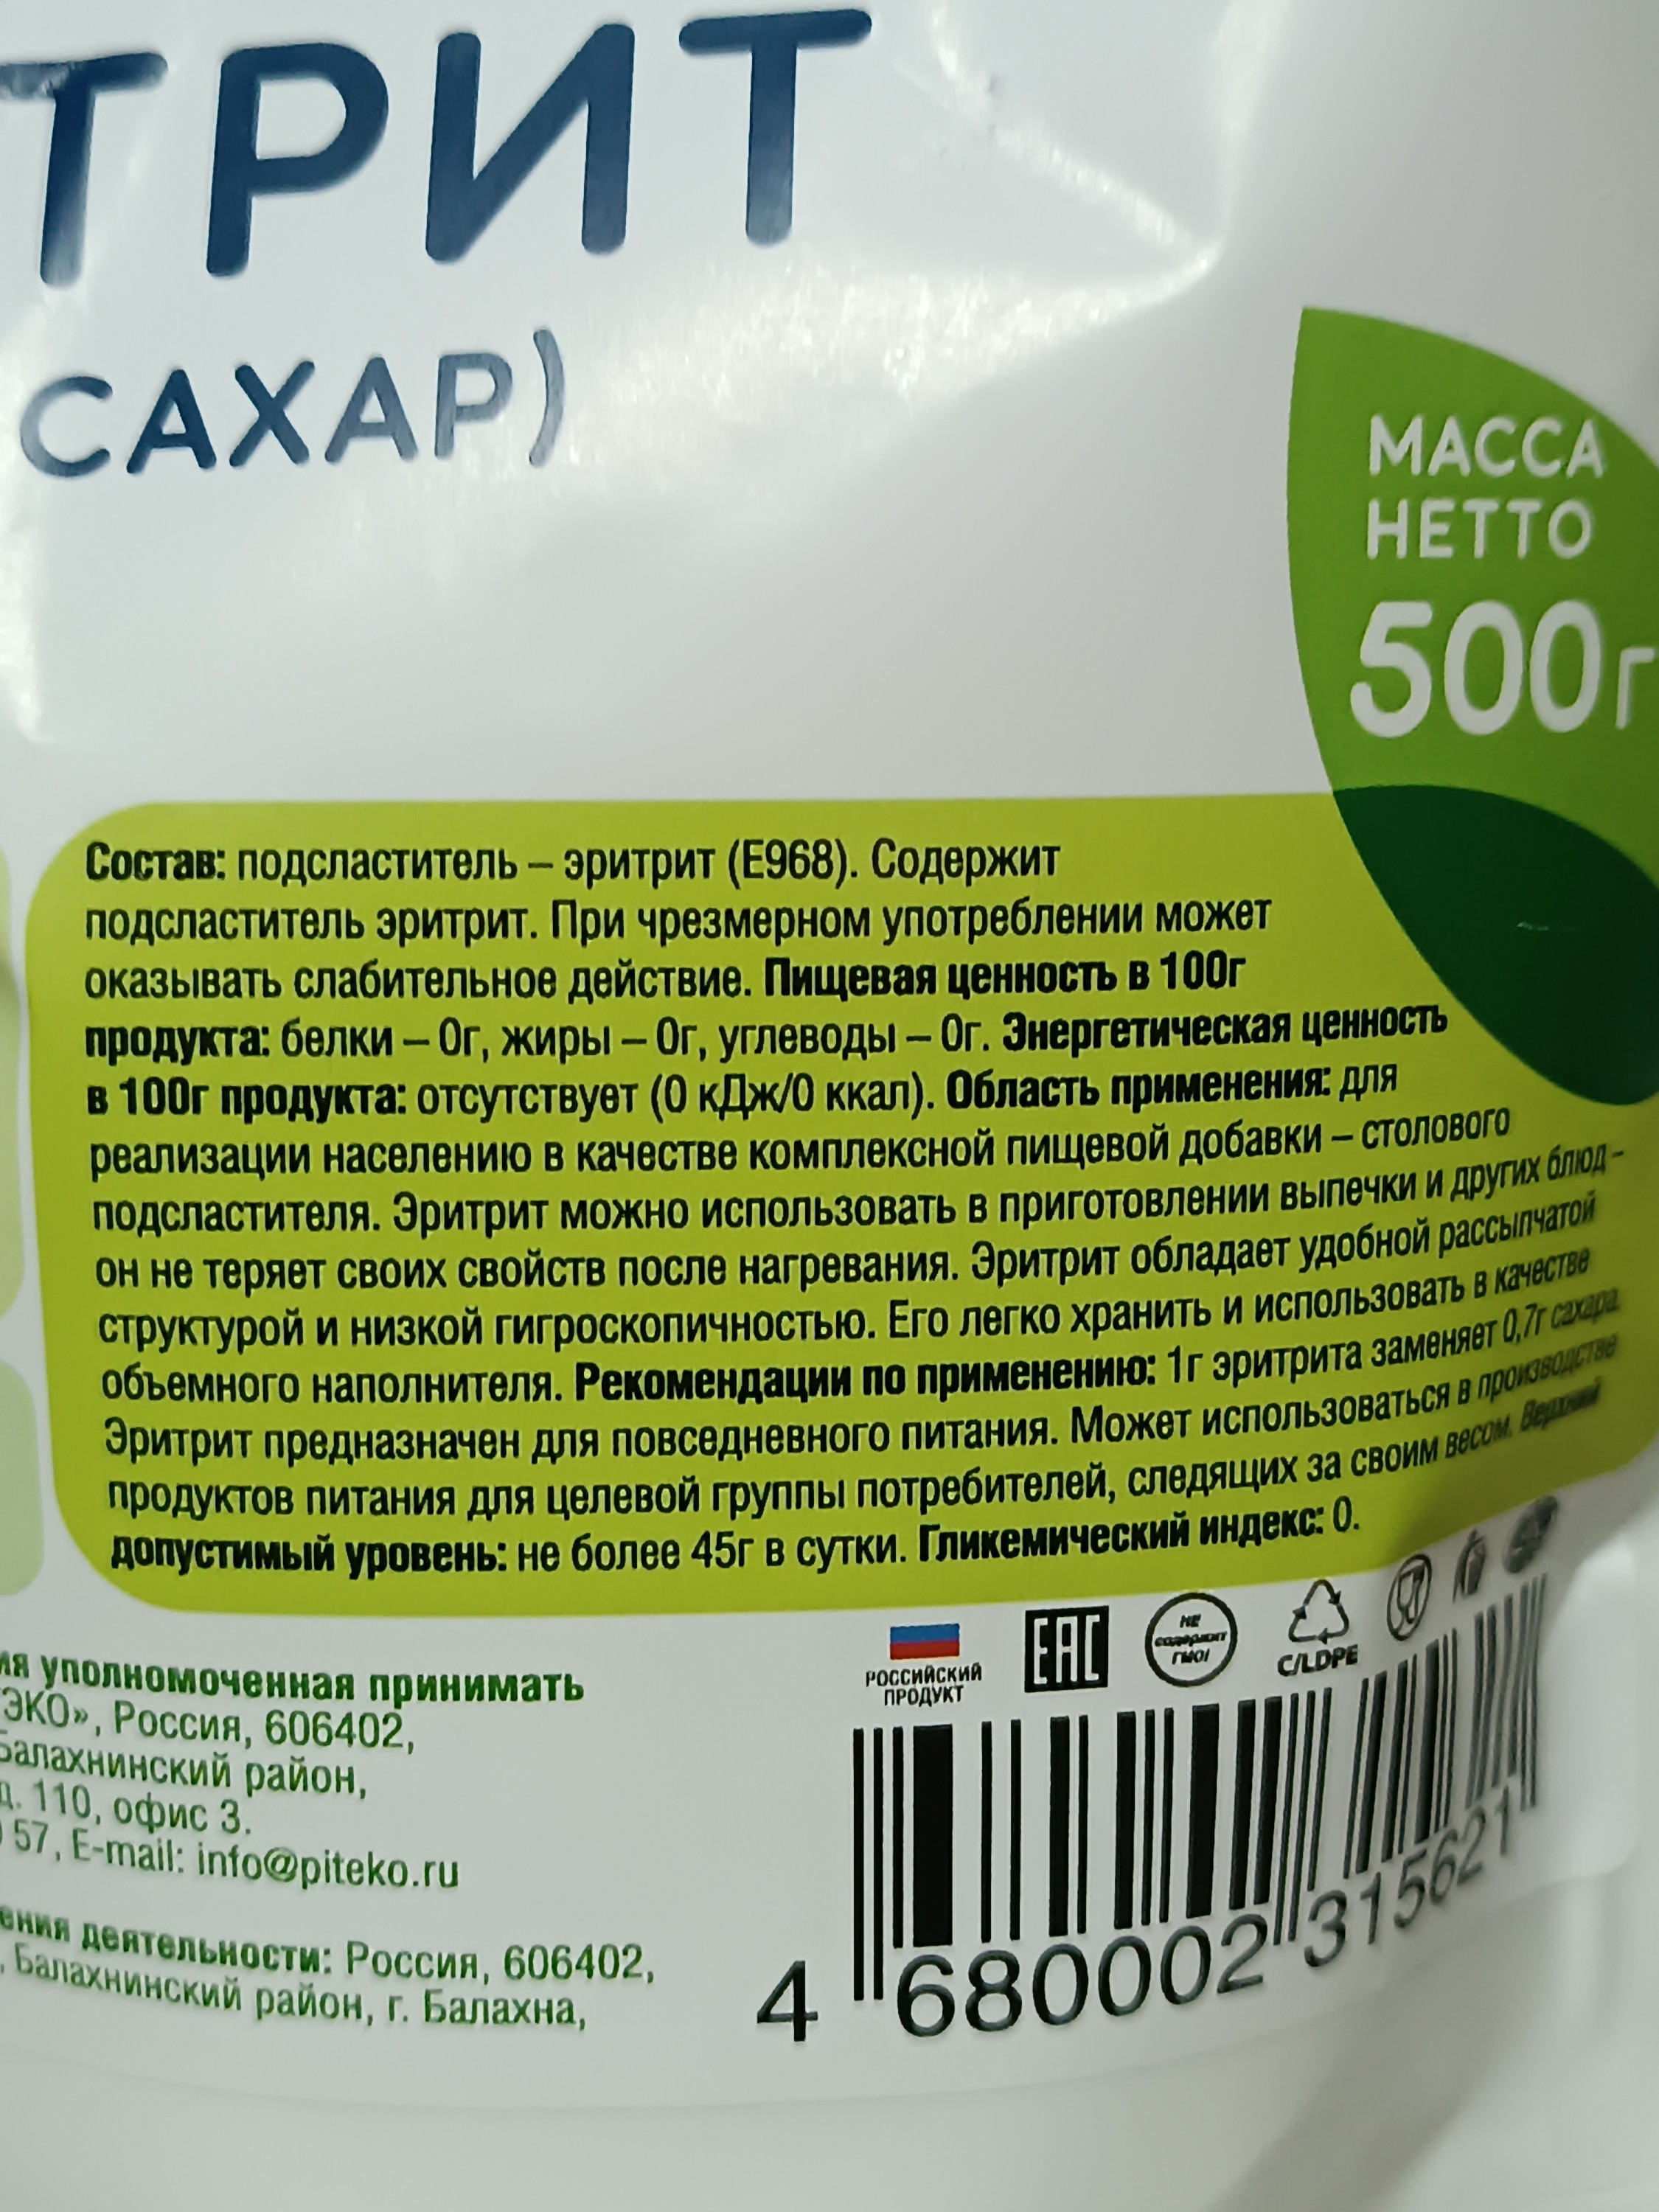 ТРИТ
САХАР)
МАССА
НЕТТО
500г
Состав: подсластитель – эритрит (Е968). Содержит
подсластитель эритрит. При чрезмерном употреблении может
оказывать слабительное действие. Пищевая ценность в 100г
продукта: белки – 0г, жиры – 0г, углеводы – 0г. Энергетическая ценность
в 100г продукта: отсутствует (0 кДж/0 ккал). Область применения: для
реализации населению в качестве комплексной пищевой добавки – столового
подсластителя. Эритрит можно использовать в приготовлении выпечки и других блюд -
он не теряет своих свойств после нагревания. Эритрит обладает удобной рассыпчатой
структурой и низкой гигроскопичностью. Его легко хранить и использовать в качестве
объемного наполнителя. Рекомендации по применению: 1г эритрита заменяет 0,7г сахара.
Эритрит предназначен для повседневного питания. Может использоваться в производстве
продуктов питания для целевой группы потребителей, следящих за своим весом. Верхний
допустимый уровень: не более 45г в сутки. Гликемический индекс: 0.
ия уполномоченная принимать
ЭКО», Россия, 606402,
Балахнинский район,
д. 110, офис 3.
57, E-mail: info@piteko.ru
ения деятельности: Россия, 606402,
, Балахнинский район, г. Балахна,
РОССИЙСКИЙ
ПРОДУКТ
EAC
НЕ
СОДЕРЖИТ
ГМО!
C/LDPE
4 680002 315621